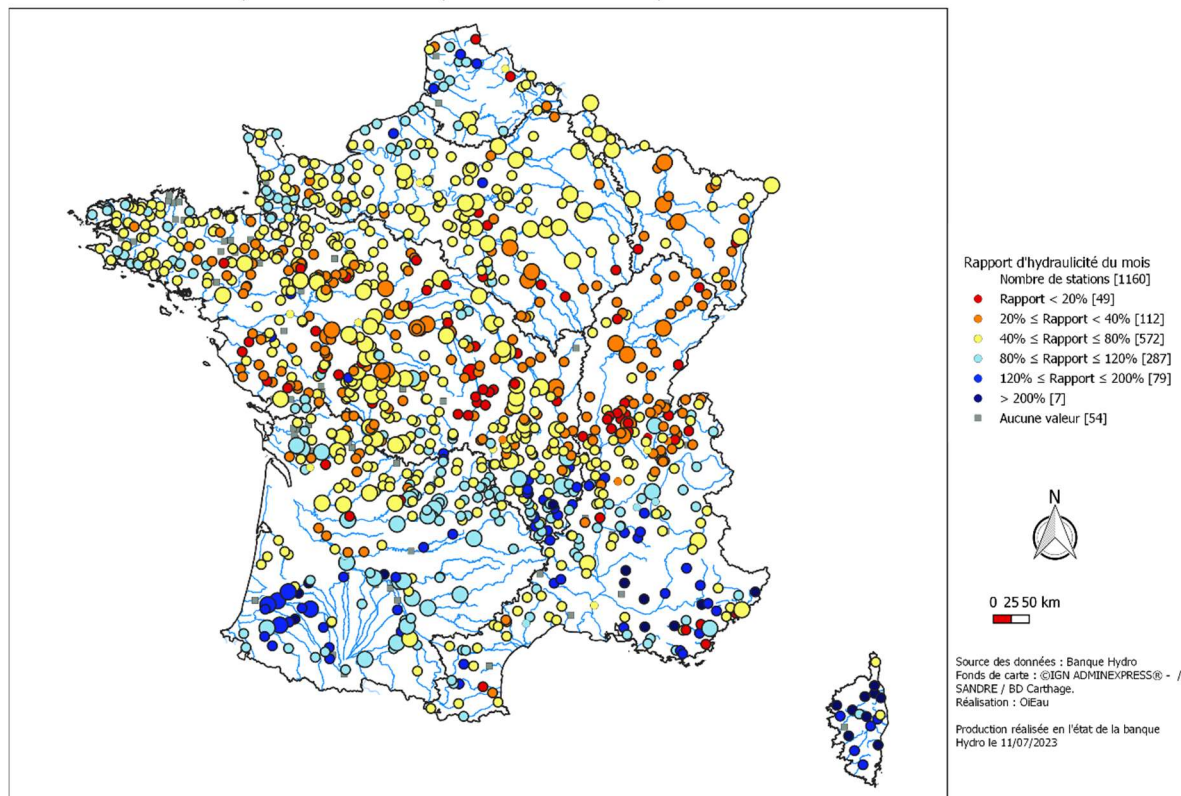 Rapport d'hydraulicité du mois
Nombre de stations [1160]
Rapport < 20% [49]
20% ≤ Rapport < 40% [112]
40% ≤ Rapport ≤ 80% [572]
80% ≤ Rapport ≤ 120% [287]
120% ≤ Rapport ≤ 200% [79]
> 200% [7]
Aucune valeur [54]
N
0 25 50 km
Source des données : Banque Hydro
Fonds de carte : ©IGN ADMINEXPRESS® - /
SANDRE / BD Carthage.
Réalisation : OiEau
Production réalisée en l'état de la banque
Hydro le 11/07/2023